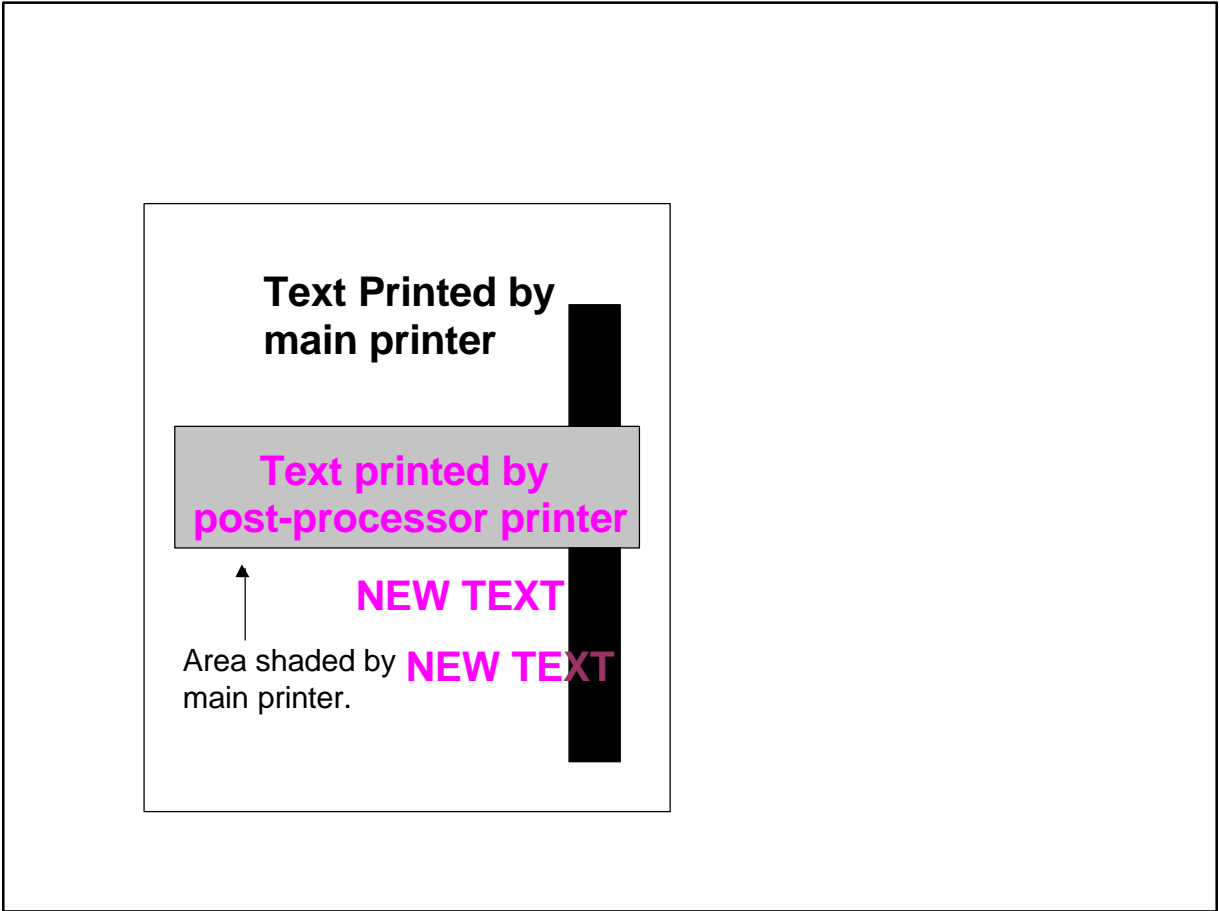 Text Printed by
main printer
Text printed by
post-processor printer
NEW TEXT
Area shaded by
main printer.
NEW TEXT